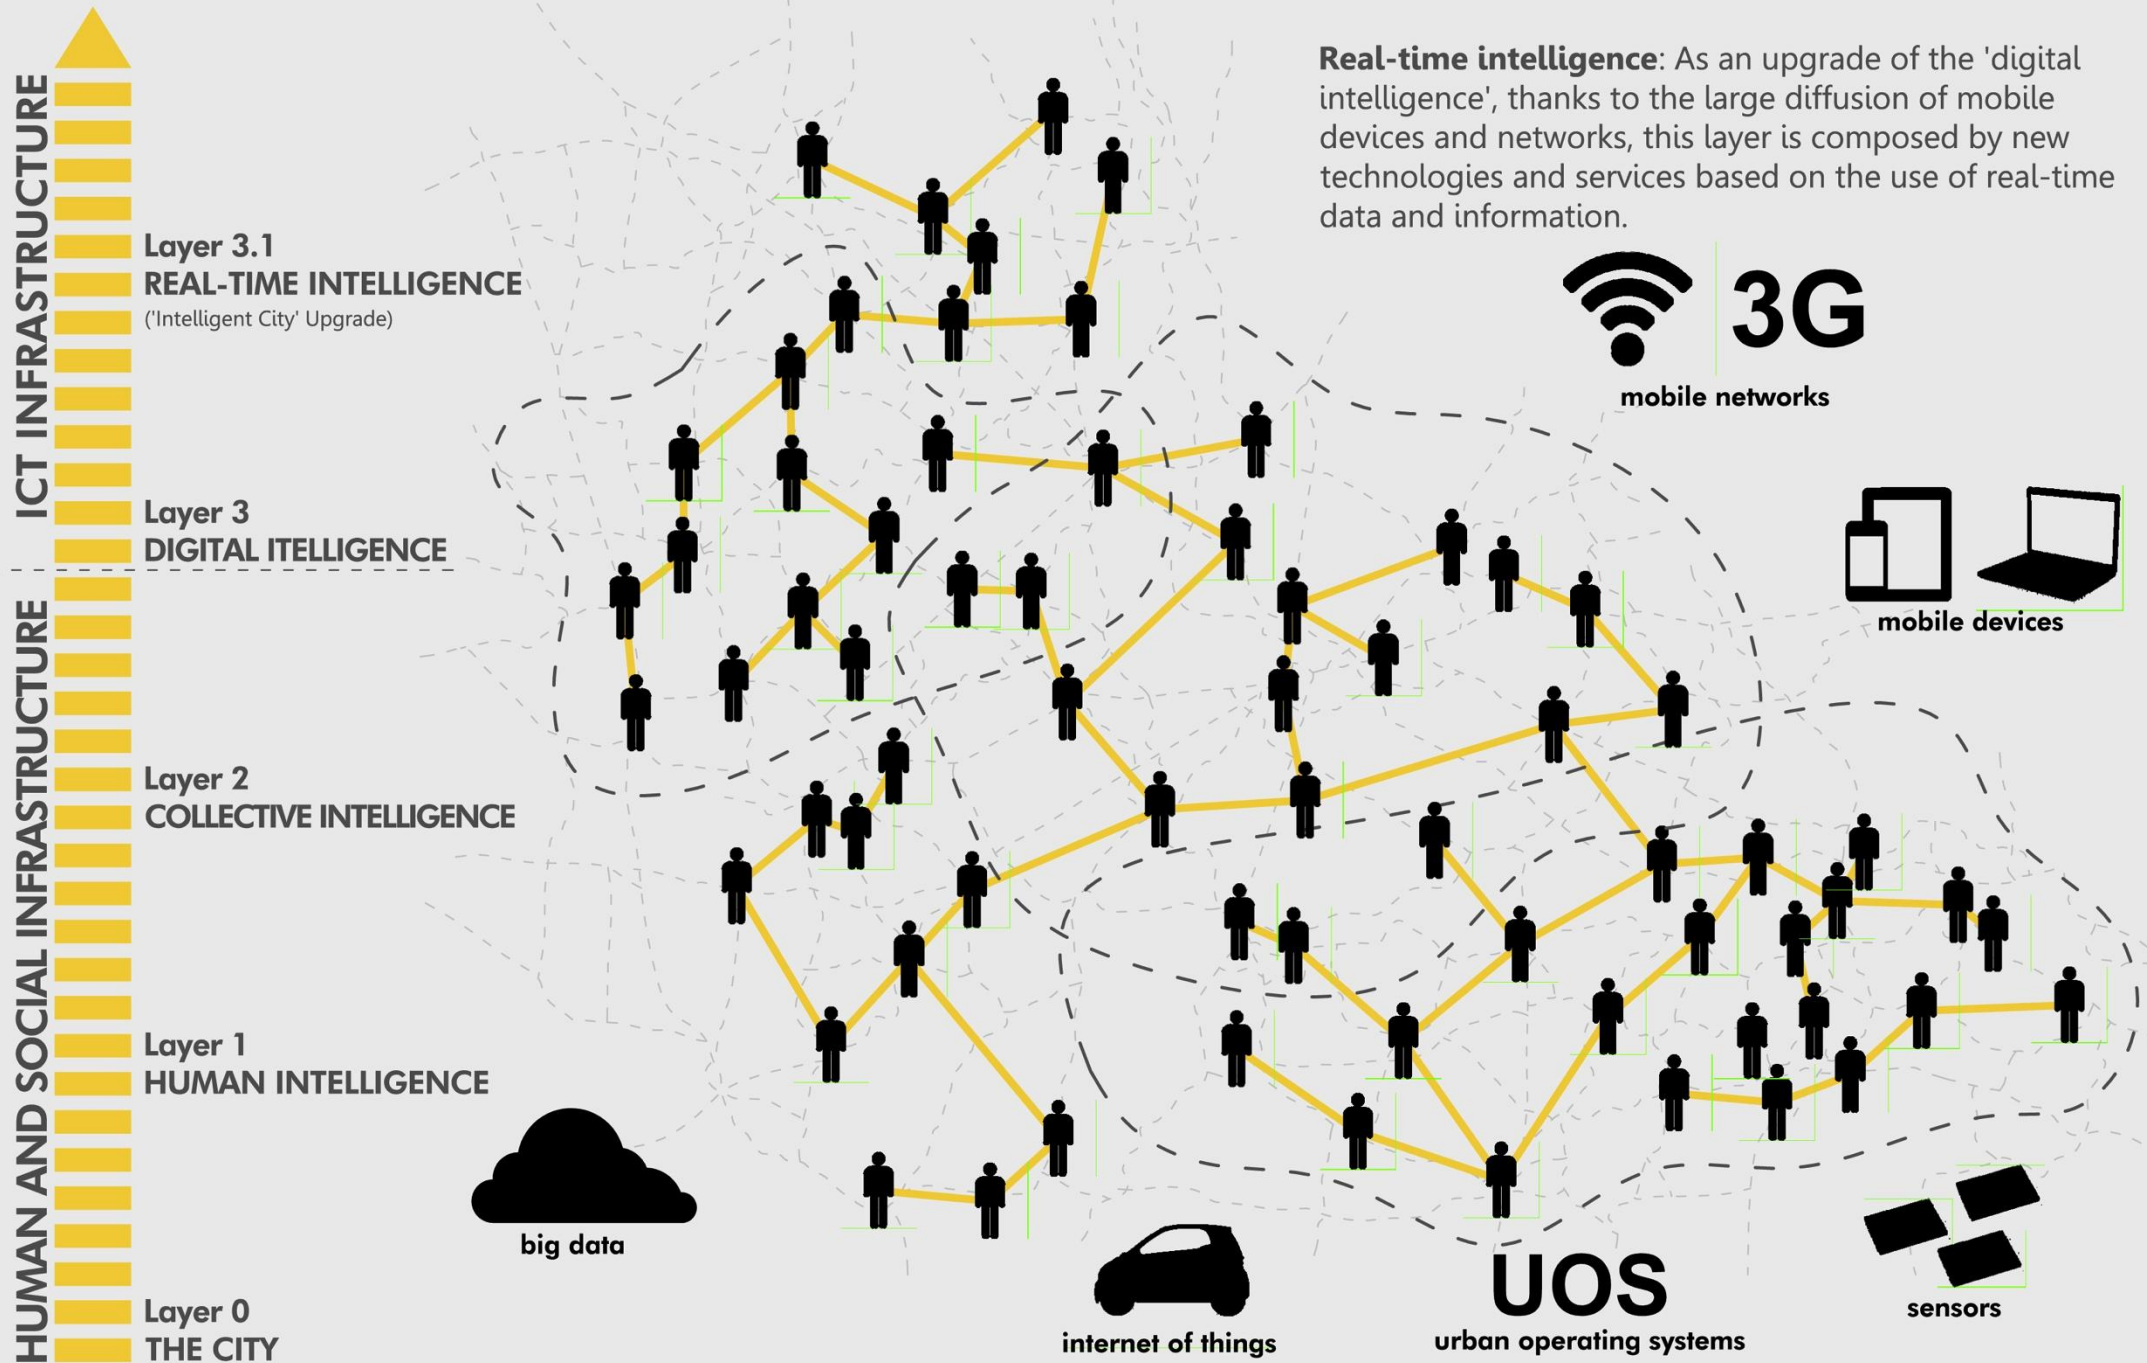 ICT INFRASTRUCTURE
HUMAN AND SOCIAL INFRASTRUCTURE
Layer 3.1
REAL-TIME INTELLIGENCE
('Intelligent City' Upgrade)
Layer 3
DIGITAL ITELLIGENCE
Layer 2
COLLECTIVE INTELLIGENCE
Layer 1
HUMAN INTELLIGENCE
Layer 0
THE CITY
Real-time intelligence: As an upgrade of the 'digital
intelligence', thanks to the large diffusion of mobile
devices and networks, this layer is composed by new
technologies and services based on the use of real-time
data and information.
3G
mobile networks
mobile devices
big data
internet of things
UOS
urban operating systems
sensors